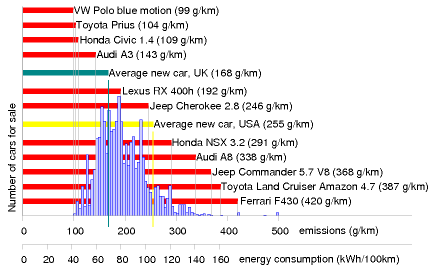 VW Polo blue motion (99 g/km)
Toyota Prius (104 g/km)
Honda Civic 1.4 (109 g/km)
Audi A3 (143 g/km)
Average new car, UK (168 g/km)
Lexus RX 400h (192 g/km)
Jeep Cherokee 2.8 (246 g/km)
Average new car, USA (255 g/km)
Honda NSX 3.2 (291 g/km)
Audi A8 (338 g/km)
Jeep Commander 5.7 V8 (368 g/km)
Toyota Land Cruiser Amazon 4.7 (387 g/km)
Ferrari F430 (420 g/km)
Number of cars for sale
0 100 200 300 400 500 emissions (g/km)
0 20 40 60 80 100 120 140 160 energy consumption (kWh/100km)